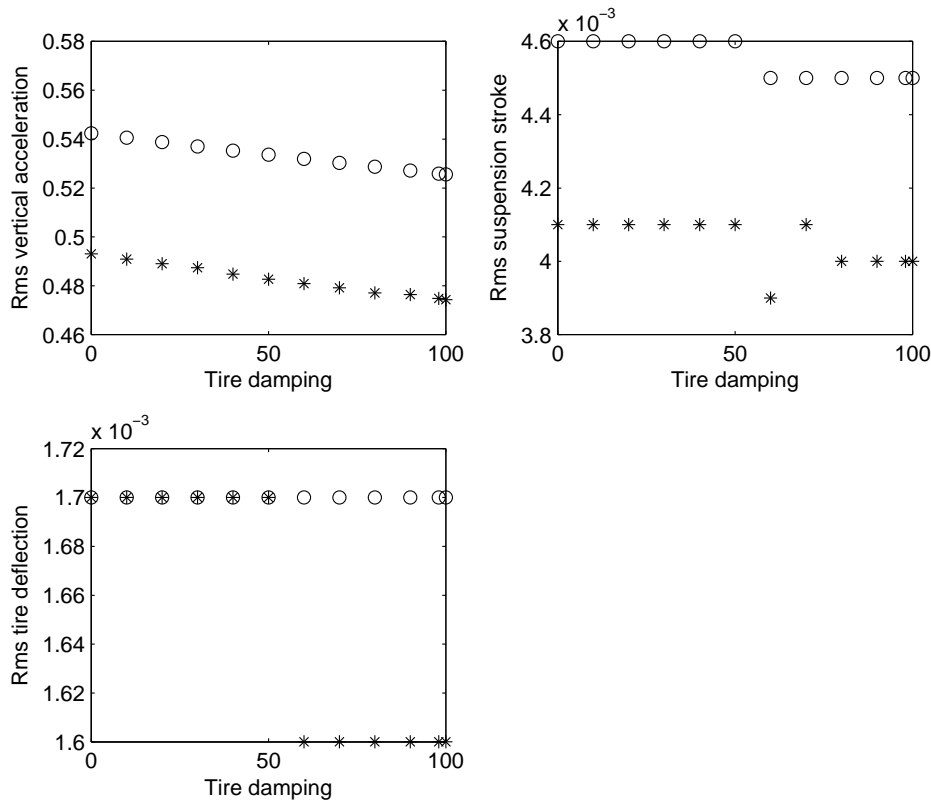 0.58
0.56
0.54
0.52
0.5
0.48
0.46
Rms vertical acceleration
0 50 100
Tire damping
x 10⁻³
4.6
4.4
4.2
4
3.8
Rms suspension stroke
0 50 100
Tire damping
x 10⁻³
1.72
1.7
1.68
1.66
1.64
1.62
1.6
Rms tire deflection
0 50 100
Tire damping